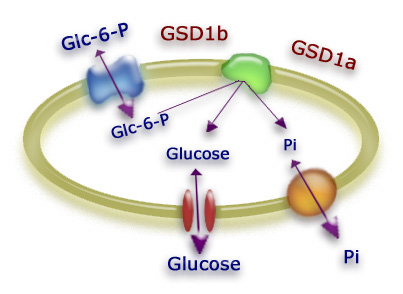 Glc-6-P
GSD1b
GSD1a
Glc-6-P
Glucose
Pi
Glucose
Pi